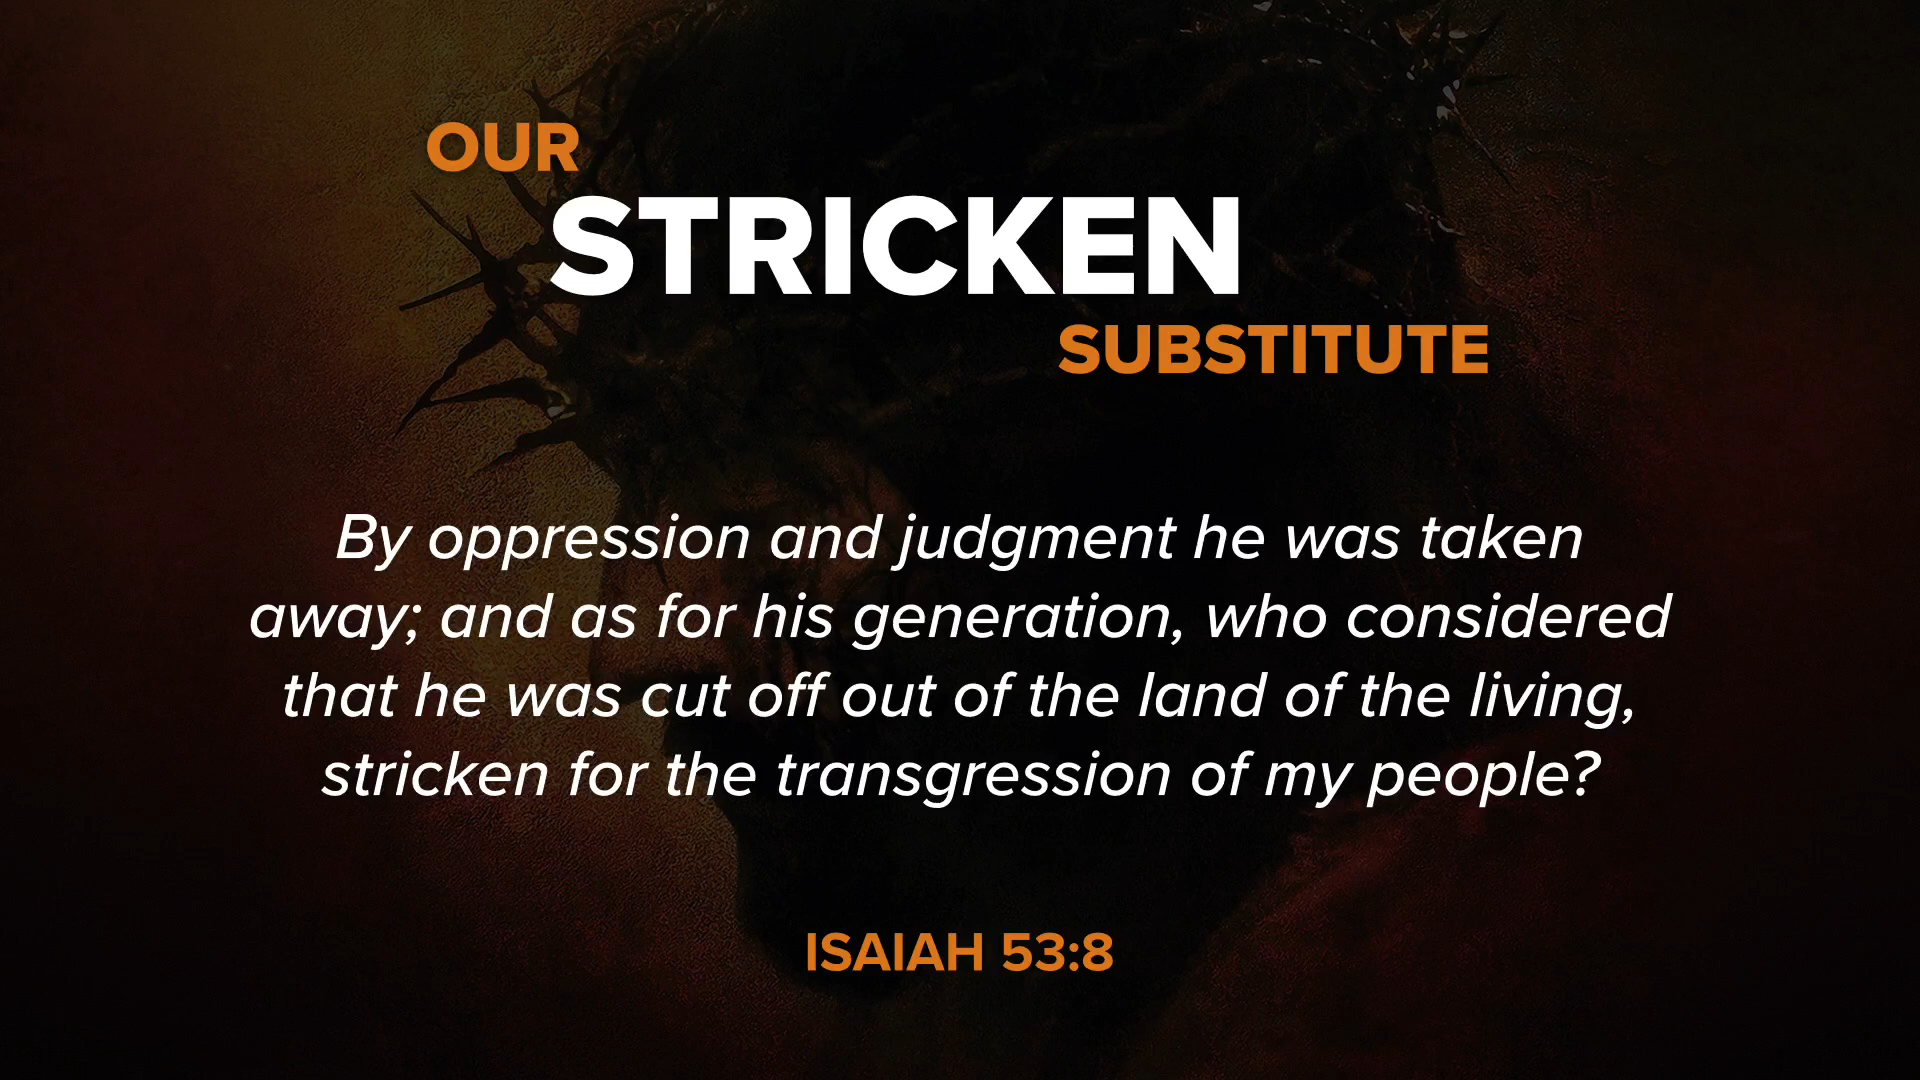 OUR
STRICKEN
SUBSTITUTE
By oppression and judgment he was taken
away; and as for his generation, who considered
that he was cut off out of the land of the living,
stricken for the transgression of my people?
ISAIAH 53:8